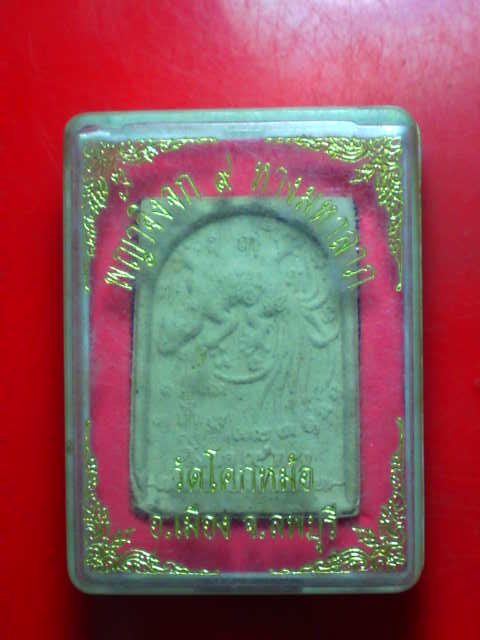 พญาจิ้งจก ๙ หางมหาลาภ
วัดโคกหม้อ
อ.เมือง จ.ลพบุรี